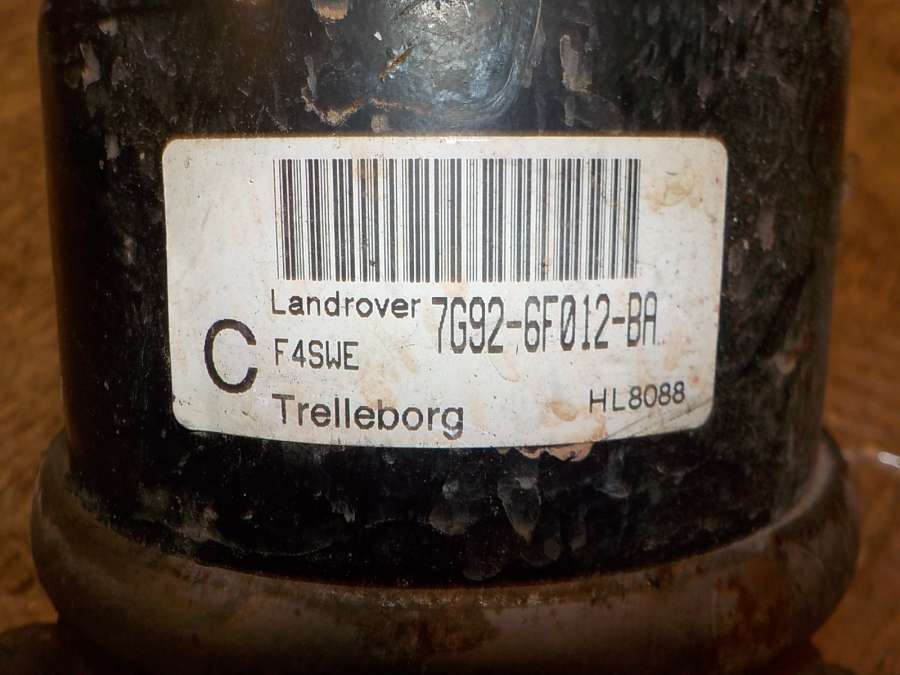 Landrover 7G92-6F012-BA
C F4SWE
Trelleborg HL8088